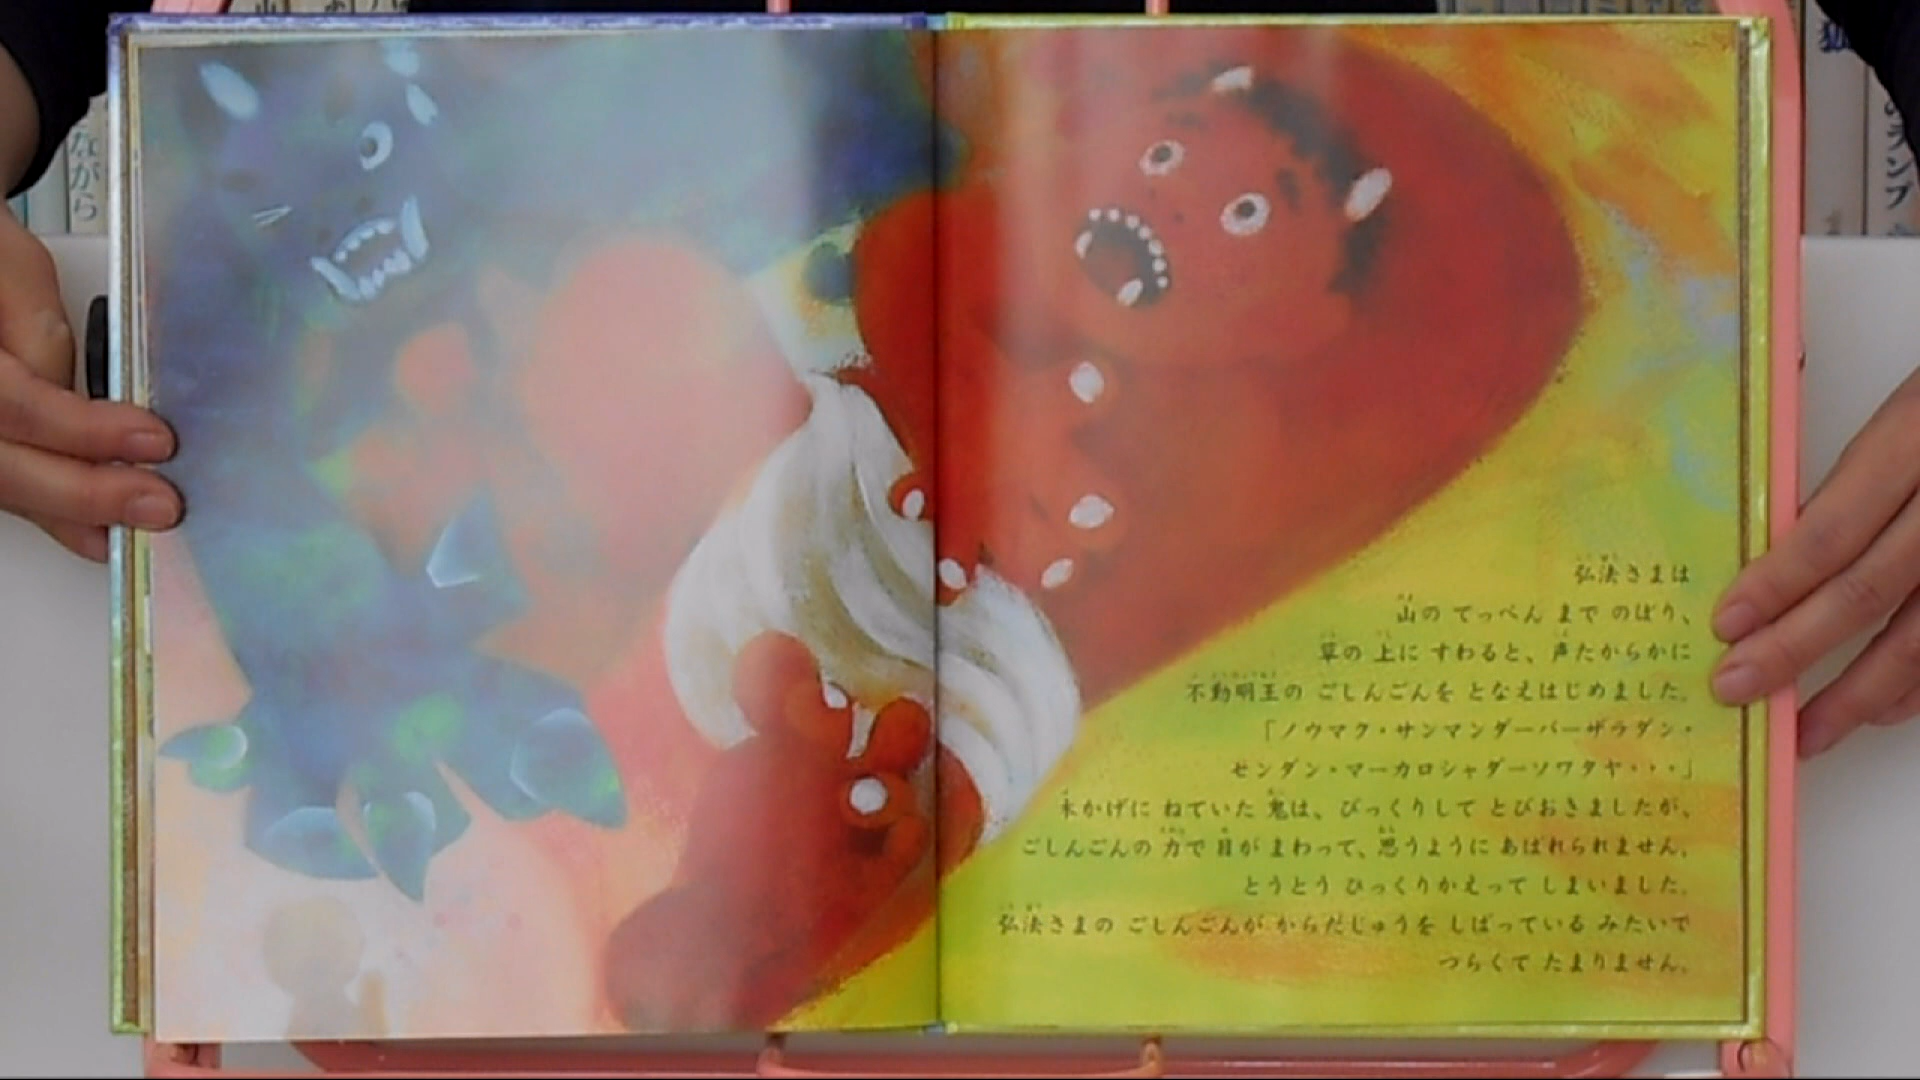 ながら
狐
のランプ
弘法さまは
山の てっぺん まで のぼり、
草の 上に すわると、声たからかに
不動明王の ごしんごんを となえはじめました。
「ノウマク・サンマンダーバーザラダン・
センダン・マーカロシャダーソワタヤ・・・」
木かげに ねていた 鬼は、びっくりして とびおきましたが、
ごしんごんの 力で 目が まわって、思うように あばれられません。
とうとう ひっくりかえって しまいました。
弘法さまの ごしんごんが からだじゅうを しばっている みたいで
つらくて たまりません。